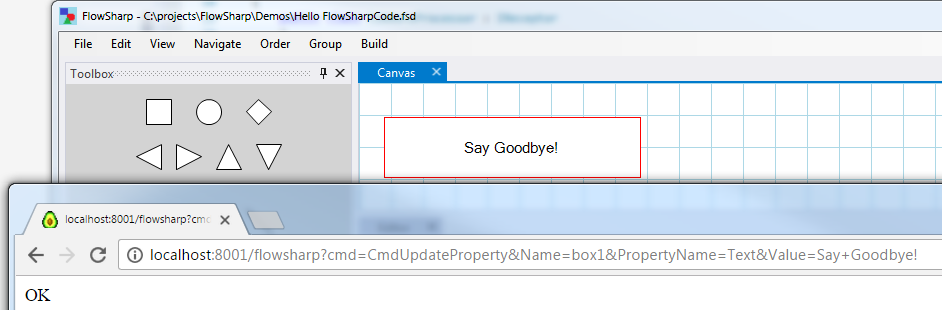 FlowSharp - C:\projects\FlowSharp\Demos\Hello FlowSharpCode.fsd
File Edit View Navigate Order Group Build
Toolbox
Canvas
Say Goodbye!
localhost:8001/flowsharp?cmd
localhost:8001/flowsharp?cmd=CmdUpdateProperty&Name=box1&PropertyName=Text&Value=Say+Goodbye!
OK